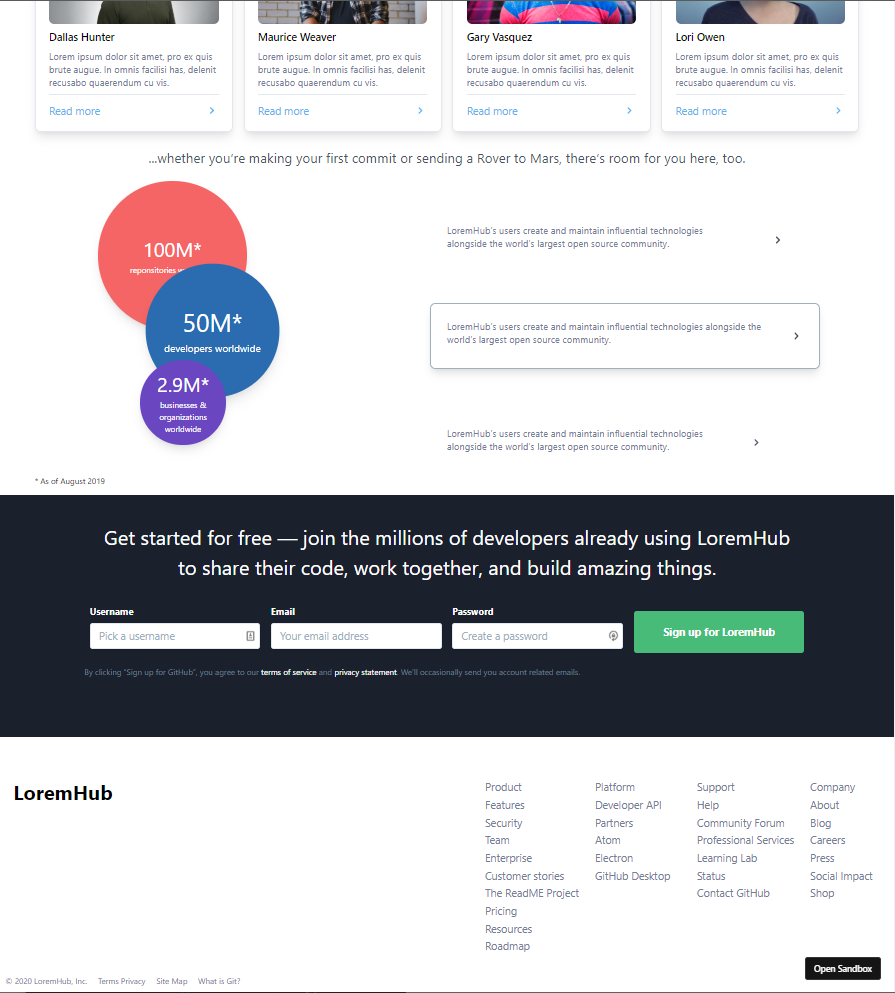 Dallas Hunter
Lorem ipsum dolor sit amet, pro ex quis
brute augue. In omnis facilisi has, delenit
recusabo quaerendum cu vis.
Read more
Maurice Weaver
Lorem ipsum dolor sit amet, pro ex quis
brute augue. In omnis facilisi has, delenit
recusabo quaerendum cu vis.
Read more
Gary Vasquez
Lorem ipsum dolor sit amet, pro ex quis
brute augue. In omnis facilisi has, delenit
recusabo quaerendum cu vis.
Read more
Lori Owen
Lorem ipsum dolor sit amet, pro ex quis
brute augue. In omnis facilisi has, delenit
recusabo quaerendum cu vis.
Read more
...whether you're making your first commit or sending a Rover to Mars, there's room for you here, too.
100M*
reponsitories
50M*
developers worldwide
2.9M*
businesses &
organizations
worldwide
LoremHub's users create and maintain influential technologies
alongside the world's largest open source community.
LoremHub's users create and maintain influential technologies alongside the
world's largest open source community.
LoremHub's users create and maintain influential technologies
alongside the world's largest open source community.
* As of August 2019
Get started for free — join the millions of developers already using LoremHub
to share their code, work together, and build amazing things.
Username
Pick a username
Email
Your email address
Password
Create a password
Sign up for LoremHub
By clicking "Sign up for GitHub", you agree to our terms of service and privacy statement. We'll occasionally send you account related emails.
LoremHub
Product
Features
Security
Team
Enterprise
Customer stories
The ReadME Project
Pricing
Resources
Roadmap
Platform
Developer API
Partners
Atom
Electron
GitHub Desktop
Support
Help
Community Forum
Professional Services
Learning Lab
Status
Contact GitHub
Company
About
Blog
Careers
Press
Social Impact
Shop
Open Sandbox
© 2020 LoremHub, Inc. Terms Privacy Site Map What is Git?